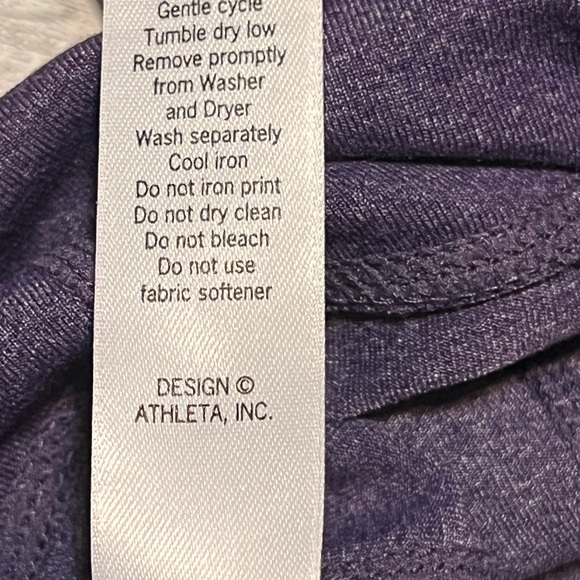 Gentle cycle
Tumble dry low
Remove promptly
from Washer
and Dryer
Wash separately
Cool iron
Do not iron print
Do not dry clean
Do not bleach
Do not use
fabric softener
DESIGN ©
ATHLETA, INC.